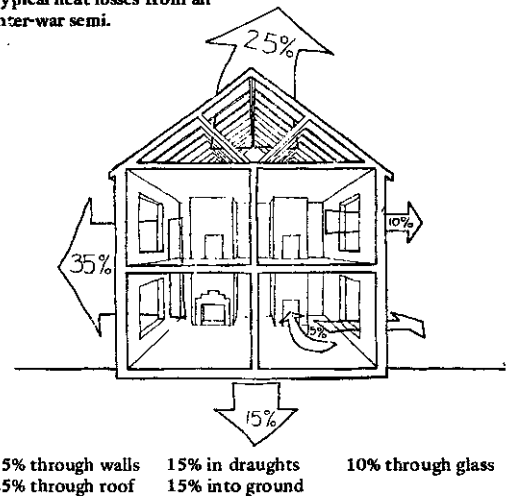 ypical heat losses from an
nter-war semi.
25%
10%
35%
15%
15%
5% through walls 15% in draughts 10% through glass
5% through roof 15% into ground